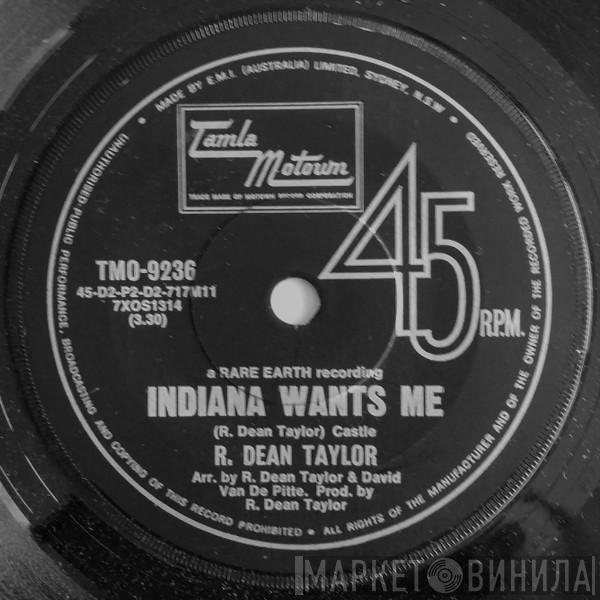 • MADE BY E.M.I. (AUSTRALIA) LIMITED, SYDNEY, N.S.W •
UNAUTHORISED PUBLIC PERFORMANCE, BROADCASTING AND COPYING OF THIS RECORD PROHIBITED • ALL RIGHTS OF THE MANUFACTURER AND OF THE OWNER OF THE RECORDED WORK RESERVED
Tamla
Motown
TRADE MARK OF MOTOWN RECORD CORPORATION
45
R.P.M.
TMO-9236
45-D2-P2-D2-717M11
7XOS1314
(3.30)
a RARE EARTH recording
INDIANA WANTS ME
(R. Dean Taylor) Castle
R. DEAN TAYLOR
Arr. by R. Dean Taylor & David
Van De Pitte. Prod. by
R. Dean Taylor
МАРКЕТ ВИНИЛА